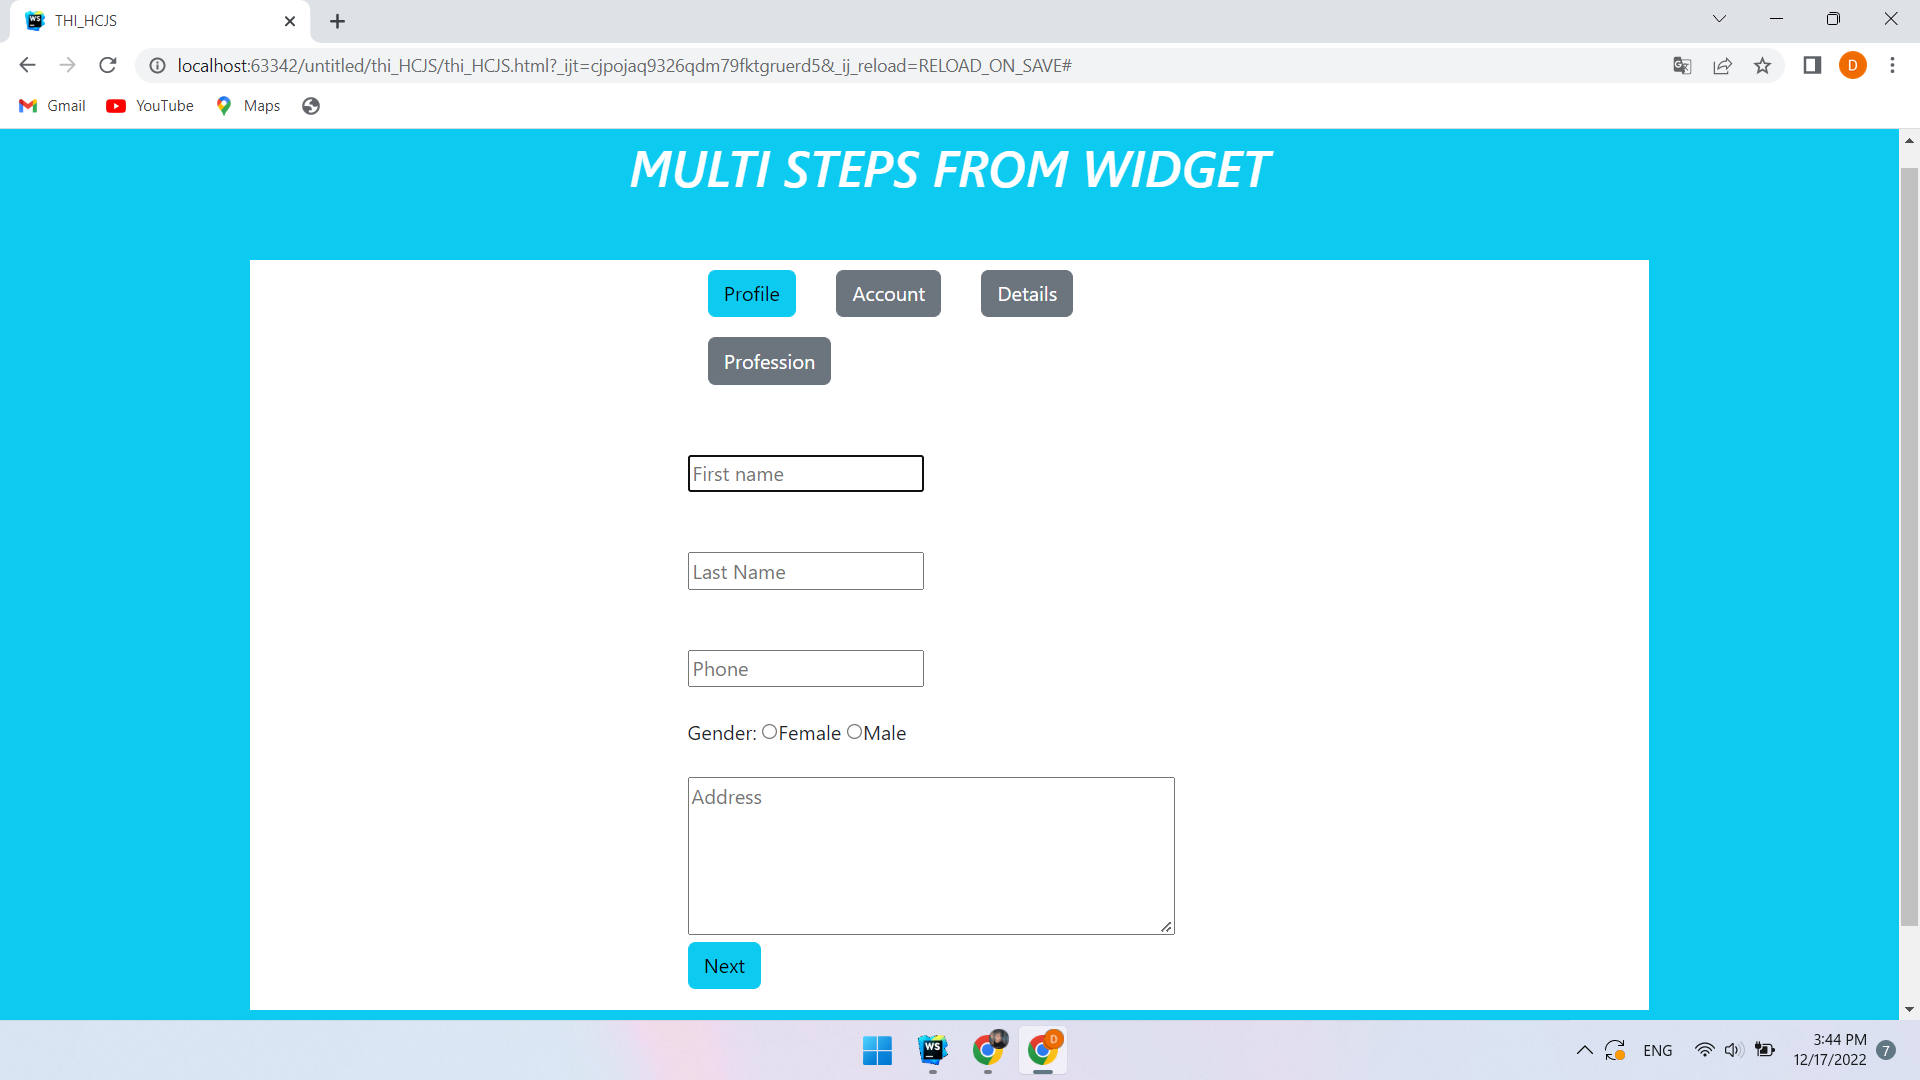 THI_HCJS
localhost:63342/untitled/thi_HCJS/thi_HCJS.html?_ijt=cjpojaq9326qdm79fktgruerd5&_ij_reload=RELOAD_ON_SAVE#
D
Gmail YouTube Maps
MULTI STEPS FROM WIDGET
Profile Account Details
Profession
First name
Last Name
Phone
Gender: Female Male
Address
Next
WS D ENG 3:44 PM 7
12/17/2022